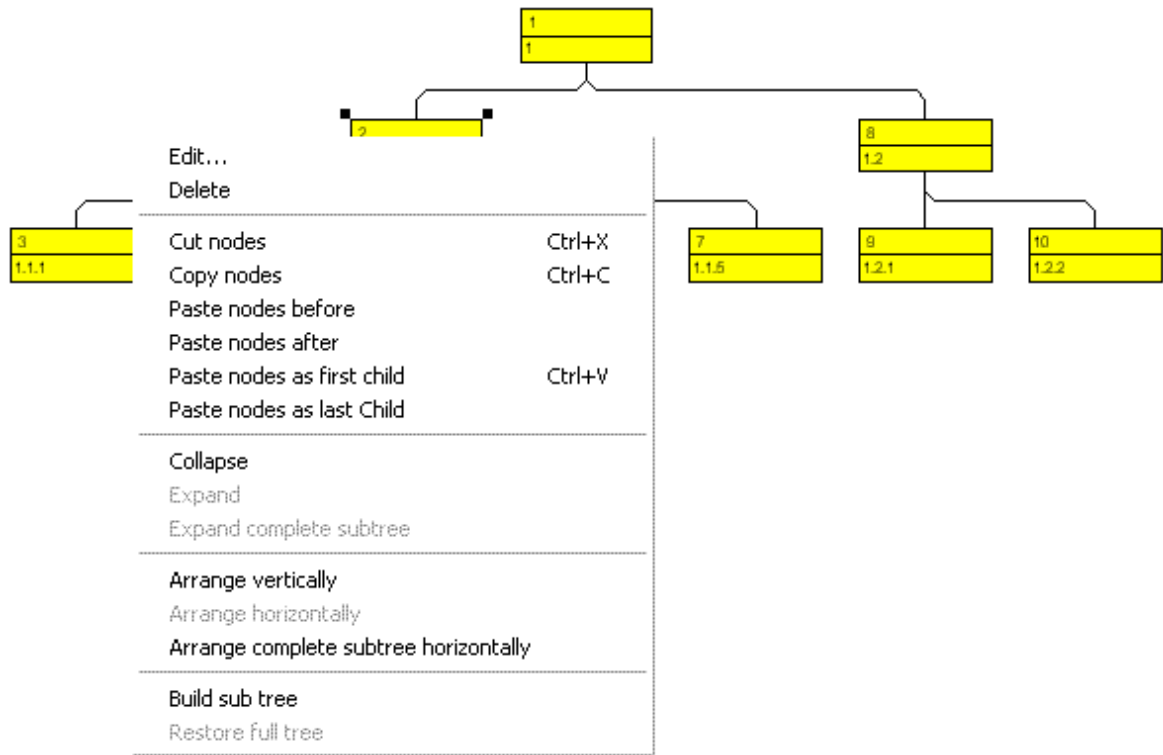 1
1
2
8
1.2
3
1.1.1
7
1.1.5
9
1.2.1
10
1.2.2
Edit...
Delete
Cut nodes Ctrl+X
Copy nodes Ctrl+C
Paste nodes before
Paste nodes after
Paste nodes as first child Ctrl+V
Paste nodes as last Child
Collapse
Expand
Expand complete subtree
Arrange vertically
Arrange horizontally
Arrange complete subtree horizontally
Build sub tree
Restore full tree